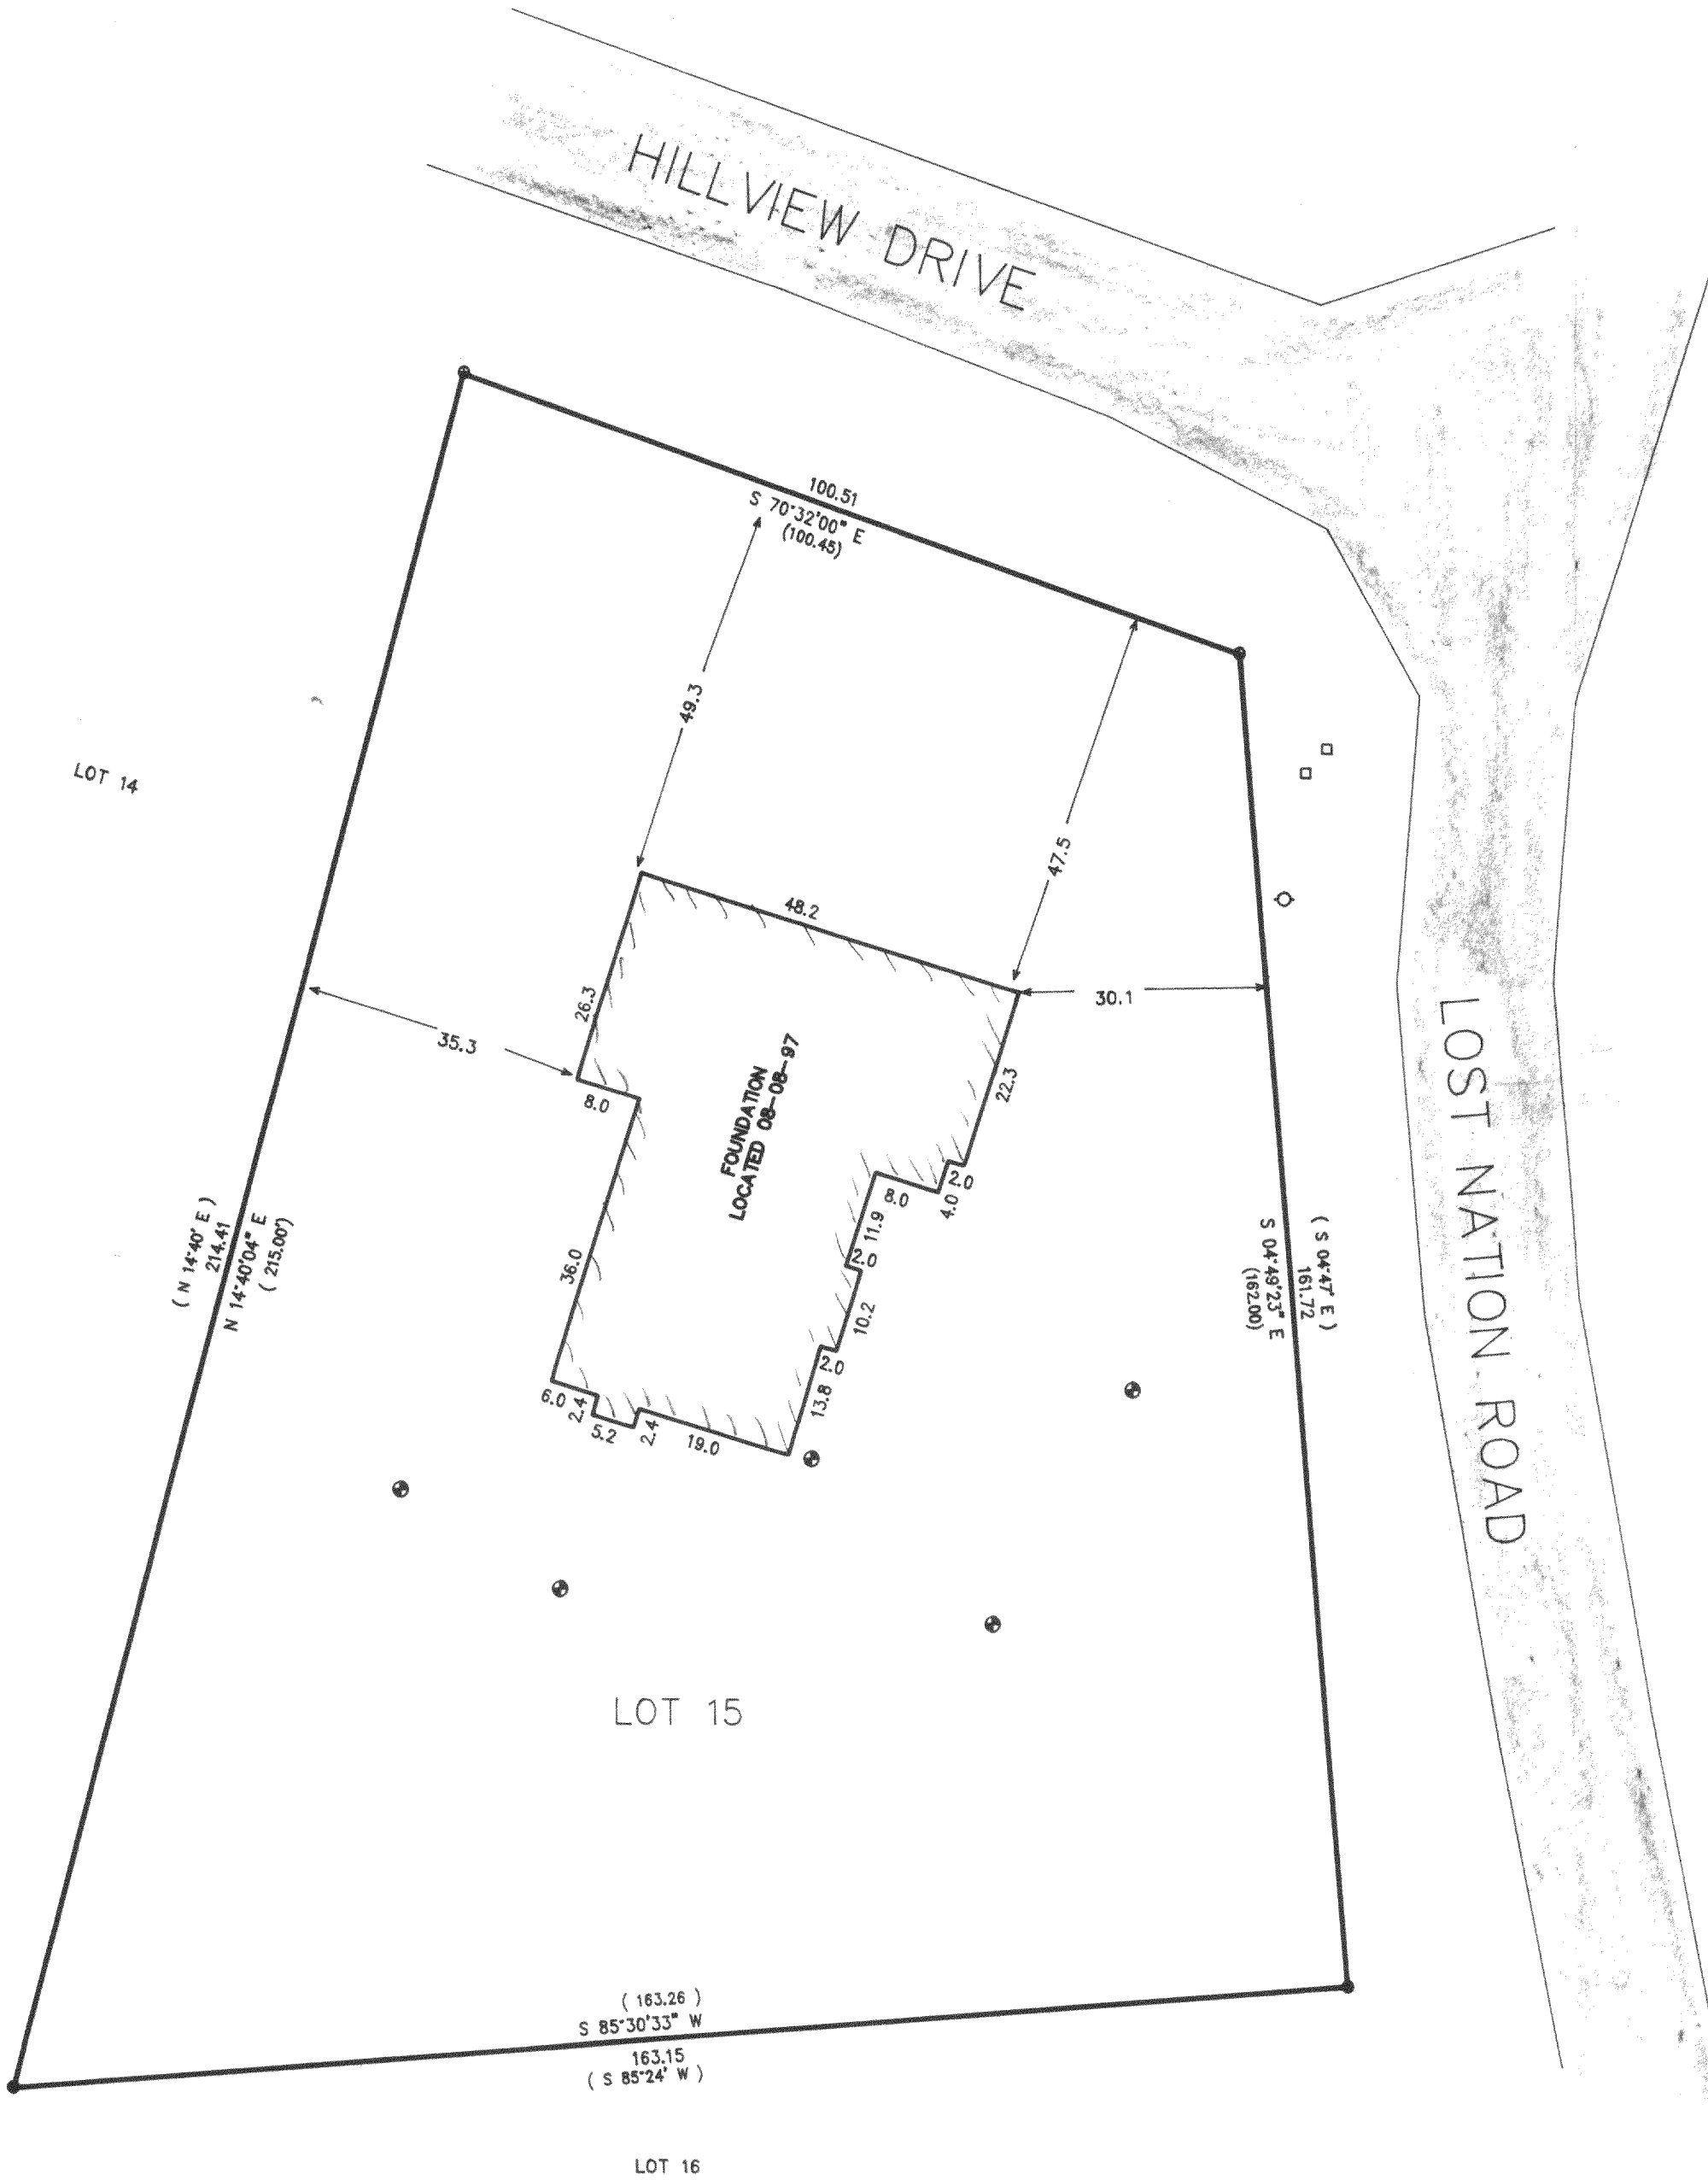 HILLVIEW DRIVE
100.51
S 70°32'00" E
(100.45)
49.3
47.5
LOT 14
48.2
30.1
26.3
35.3
8.0
FOUNDATION
LOCATED 08-08-97
22.3
2.0
8.0
4.0
11.9
2.0
36.0
10.2
2.0
13.8
6.0
2.4
5.2
2.4
19.0
( N 14°40' E )
214.41
N 14°40'04" E
( 215.00')
( S 04°47' E )
161.72
S 04°49'23" E
(162.00)
LOST NATION ROAD
LOT 15
( 163.26 )
S 85°30'33" W
163.15
( S 85°24' W )
LOT 16